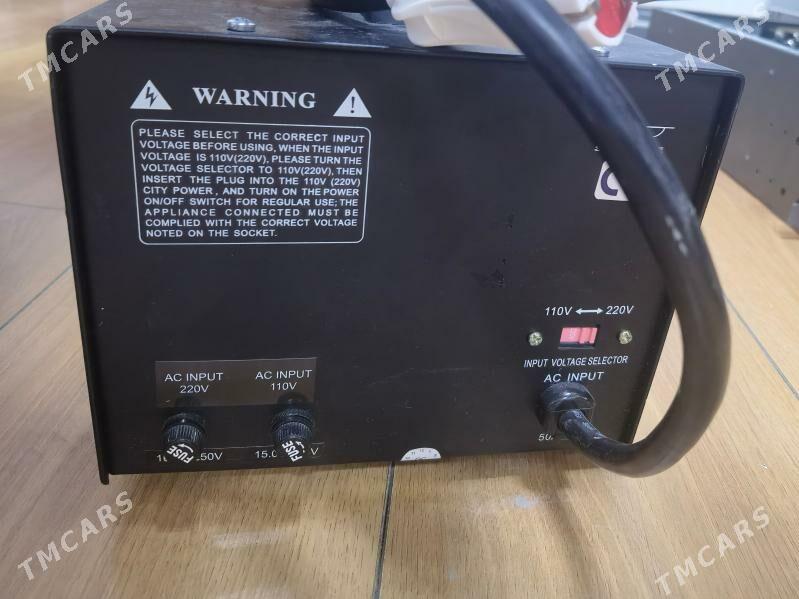 TMCARS
TMCARS
TMCARS
WARNING
PLEASE SELECT THE CORRECT INPUT
VOLTAGE BEFORE USING, WHEN THE INPUT
VOLTAGE IS 110V(220V), PLEASE TURN THE
VOLTAGE SELECTOR TO 110V(220V), THEN
INSERT THE PLUG INTO THE 110V (220V)
CITY POWER, AND TURN ON THE POWER
ON/OFF SWITCH FOR REGULAR USE; THE
APPLIANCE CONNECTED MUST BE
COMPLIED WITH THE CORRECT VOLTAGE
NOTED ON THE SOCKET.
110V 220V
INPUT VOLTAGE SELECTOR
AC INPUT
AC INPUT
220V
AC INPUT
110V
FUSE
FUSE
TMCARS
TMCARS
TMCARS